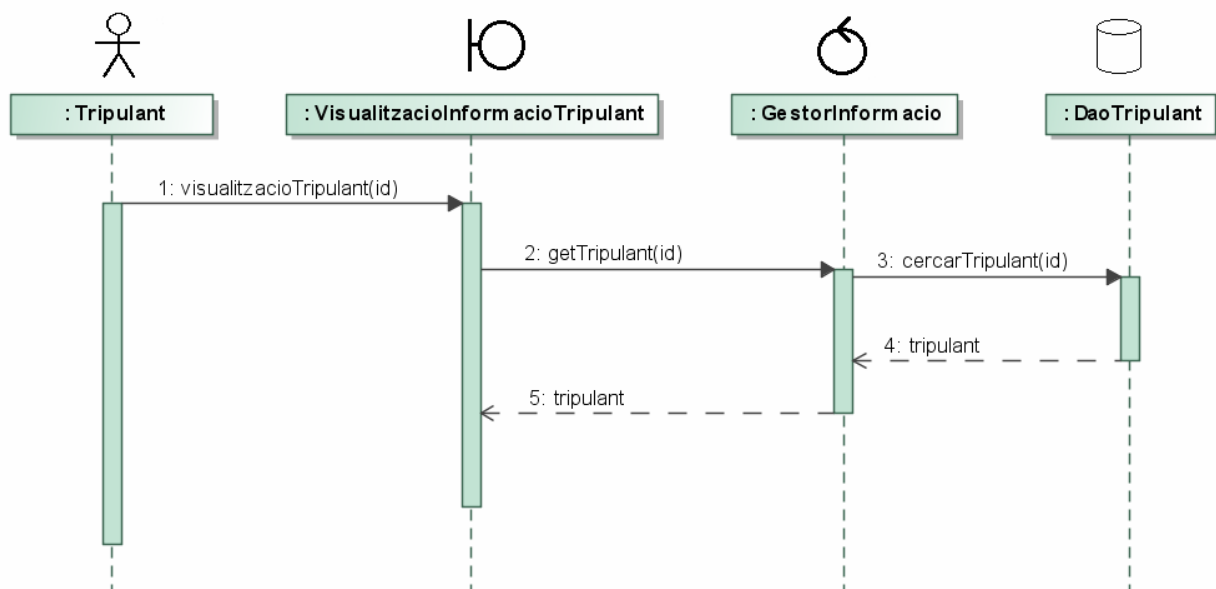 : Tripulant
: VisualitzacioInformacioTripulant
: GestorInformacio
: DaoTripulant
1: visualitzacioTripulant(id)
2: getTripulant(id)
3: cercarTripulant(id)
4: tripulant
5: tripulant